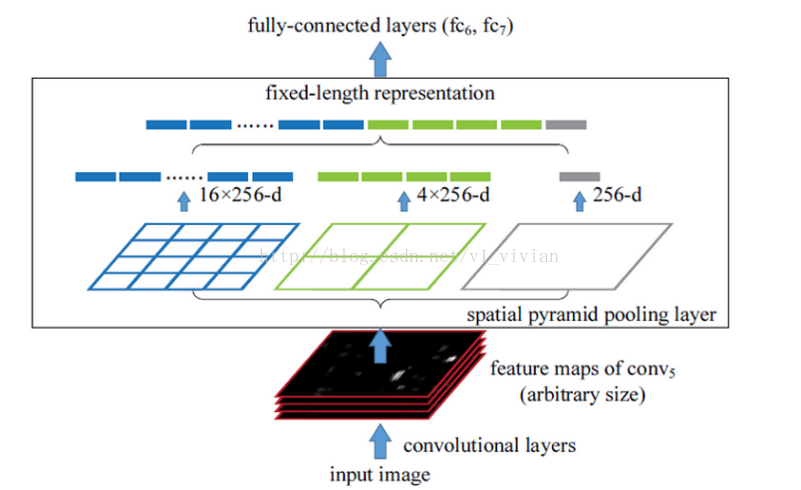 fully-connected layers (fc₆, fc₇)
fixed-length representation
......
......
16×256-d
4×256-d
256-d
http://blog.csdn.net/vl_vivian
spatial pyramid pooling layer
feature maps of conv₅
(arbitrary size)
convolutional layers
input image